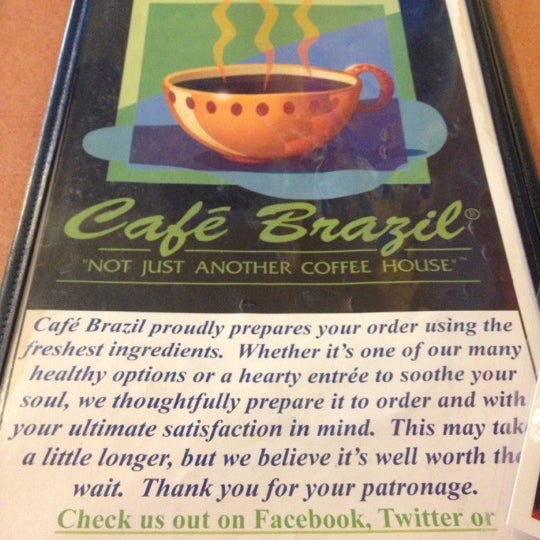 Café Brazil®
"NOT JUST ANOTHER COFFEE HOUSE"™
Café Brazil proudly prepares your order using the
freshest ingredients. Whether it's one of our many
healthy options or a hearty entrée to soothe your
soul, we thoughtfully prepare it to order and with
your ultimate satisfaction in mind. This may tak
a little longer, but we believe it's well worth the
wait. Thank you for your patronage.
Check us out on Facebook, Twitter or